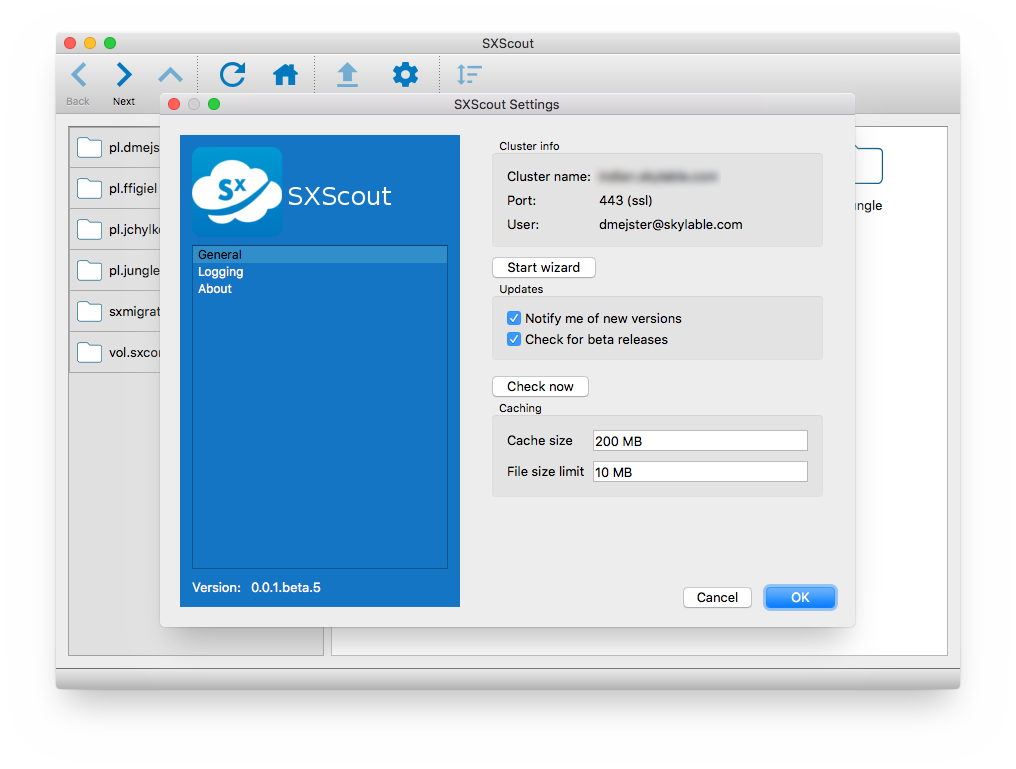 SXScout
Back
Next
SXScout Settings
pl.dmejs
pl.ffigiel
pl.jchylk
pl.jungle
sxmigrat
vol.sxco
Sx
SXScout
General
Logging
About
Version: 0.0.1.beta.5
Cluster info
Cluster name:
Port: 443 (ssl)
User: dmejster@skylable.com
Start wizard
Updates
Notify me of new versions
Check for beta releases
Check now
Caching
Cache size 200 MB
File size limit 10 MB
Cancel OK
ngle